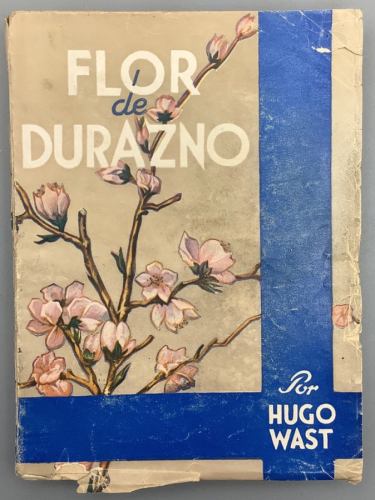 FLOR
de
DURAZNO
Por
HUGO
WAST